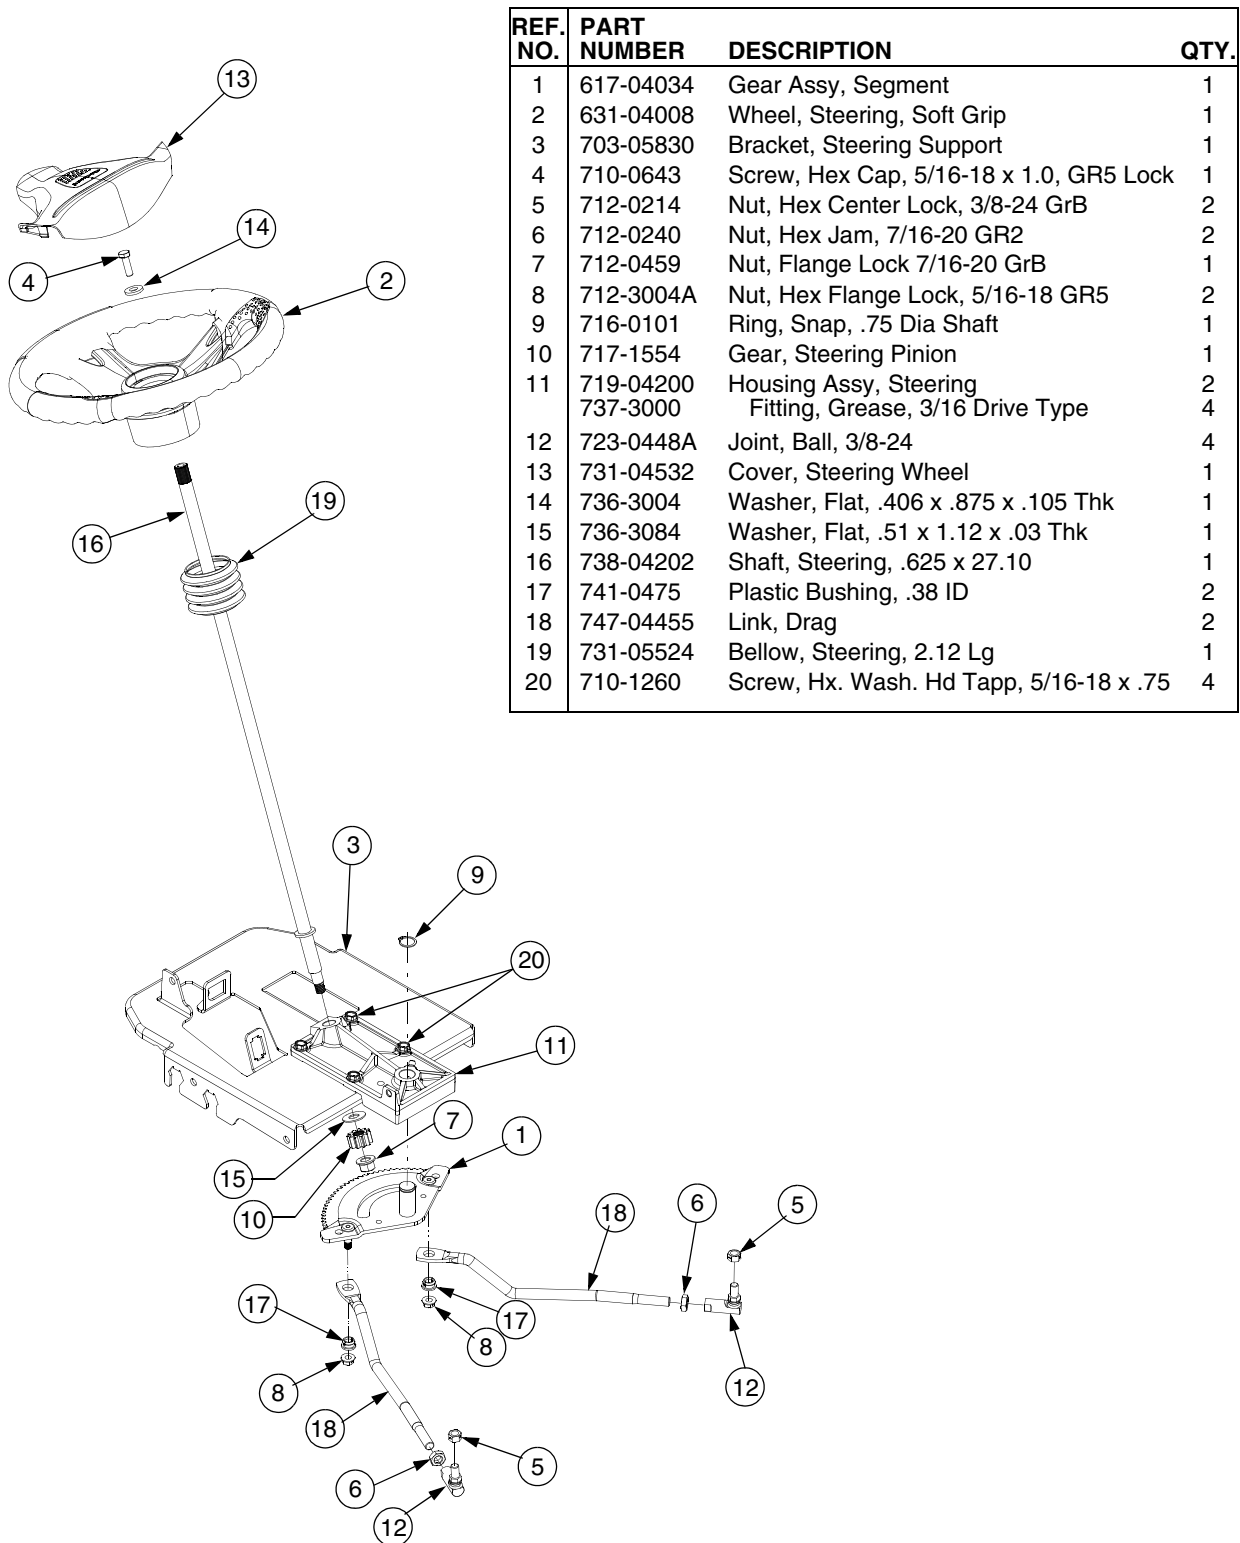 REF. NO. PART NUMBER DESCRIPTION QTY.
1 617-04034 Gear Assy, Segment 1
2 631-04008 Wheel, Steering, Soft Grip 1
3 703-05830 Bracket, Steering Support 1
4 710-0643 Screw, Hex Cap, 5/16-18 x 1.0, GR5 Lock 1
5 712-0214 Nut, Hex Center Lock, 3/8-24 GrB 2
6 712-0240 Nut, Hex Jam, 7/16-20 GR2 2
7 712-0459 Nut, Flange Lock 7/16-20 GrB 1
8 712-3004A Nut, Hex Flange Lock, 5/16-18 GR5 2
9 716-0101 Ring, Snap, .75 Dia Shaft 1
10 717-1554 Gear, Steering Pinion 1
11 719-04200 Housing Assy, Steering 2
737-3000 Fitting, Grease, 3/16 Drive Type 4
12 723-0448A Joint, Ball, 3/8-24 4
13 731-04532 Cover, Steering Wheel 1
14 736-3004 Washer, Flat, .406 x .875 x .105 Thk 1
15 736-3084 Washer, Flat, .51 x 1.12 x .03 Thk 1
16 738-04202 Shaft, Steering, .625 x 27.10 1
17 741-0475 Plastic Bushing, .38 ID 2
18 747-04455 Link, Drag 2
19 731-05524 Bellow, Steering, 2.12 Lg 1
20 710-1260 Screw, Hx. Wash. Hd Tapp, 5/16-18 x .75 4
13
14
4
2
19
16
3
9
20
11
7
1
15
10
18
6
5
17
17
8
8
12
18
5
6
12